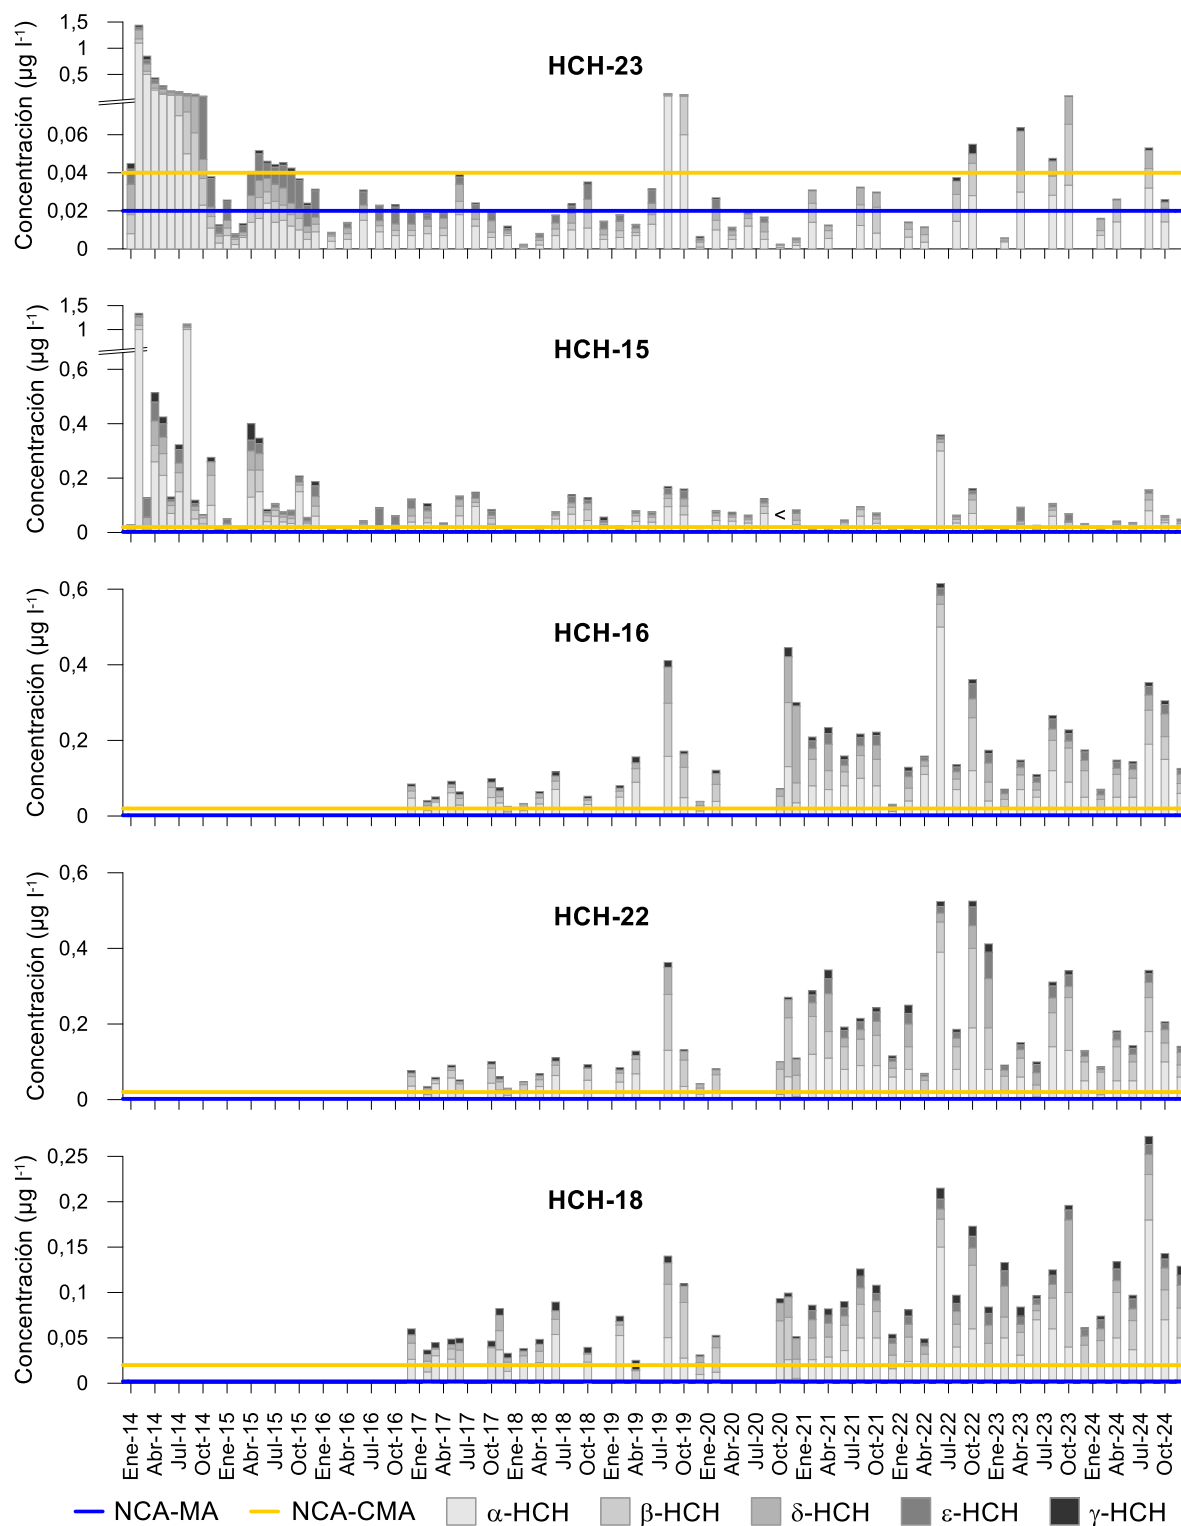 HCH-23
Concentración (µg l-1)
1,5
1
0,5
0,06
0,04
0,02
0
HCH-15
Concentración (µg l-1)
1,5
1
0,6
0,4
0,2
0
<
HCH-16
Concentración (µg l-1)
0,6
0,4
0,2
0
HCH-22
Concentración (µg l-1)
0,6
0,4
0,2
0
HCH-18
Concentración (µg l-1)
0,25
0,2
0,15
0,1
0,05
0
Ene-14
Abr-14
Jul-14
Oct-14
Ene-15
Abr-15
Jul-15
Oct-15
Ene-16
Abr-16
Jul-16
Oct-16
Ene-17
Abr-17
Jul-17
Oct-17
Ene-18
Abr-18
Jul-18
Oct-18
Ene-19
Abr-19
Jul-19
Oct-19
Ene-20
Abr-20
Jul-20
Oct-20
Ene-21
Abr-21
Jul-21
Oct-21
Ene-22
Abr-22
Jul-22
Oct-22
Ene-23
Abr-23
Jul-23
Oct-23
Ene-24
Abr-24
Jul-24
Oct-24
NCA-MA NCA-CMA α-HCH β-HCH δ-HCH ε-HCH γ-HCH